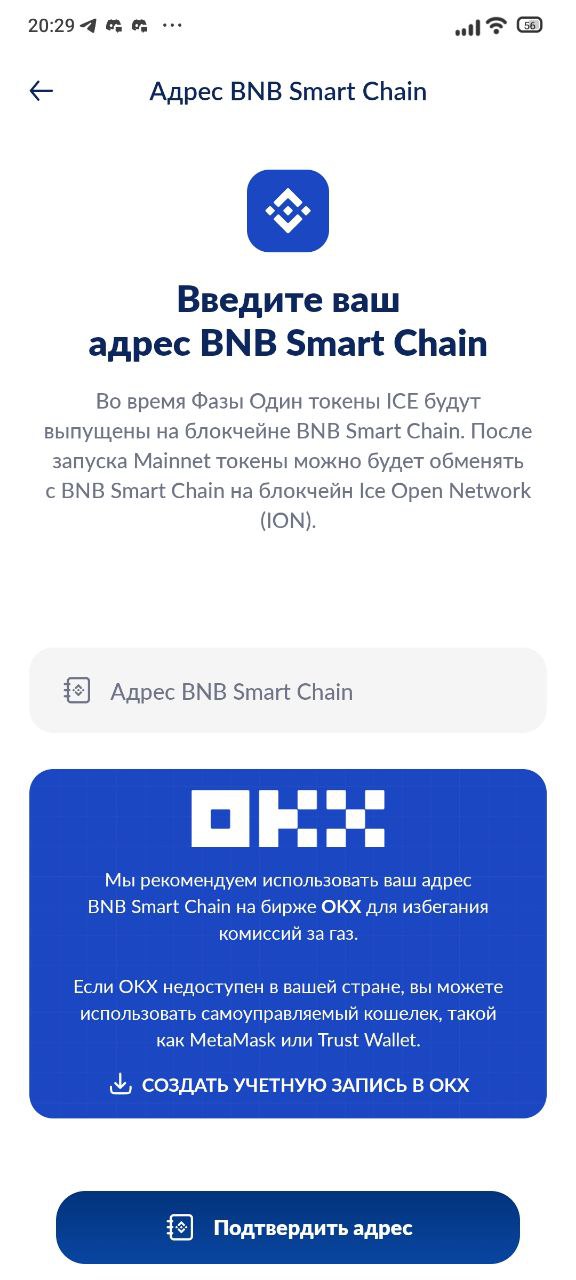 20:29
56
Адрес BNB Smart Chain
Введите ваш
адрес BNB Smart Chain
Во время Фазы Один токены ICE будут
выпущены на блокчейне BNB Smart Chain. После
запуска Mainnet токены можно будет обменять
с BNB Smart Chain на блокчейн Ice Open Network
(ION).
Адрес BNB Smart Chain
OKX
Мы рекомендуем использовать ваш адрес
BNB Smart Chain на бирже OKX для избегания
комиссий за газ.
Если OKX недоступен в вашей стране, вы можете
использовать самоуправляемый кошелек, такой
как MetaMask или Trust Wallet.
СОЗДАТЬ УЧЕТНУЮ ЗАПИСЬ В OKX
Подтвердить адрес